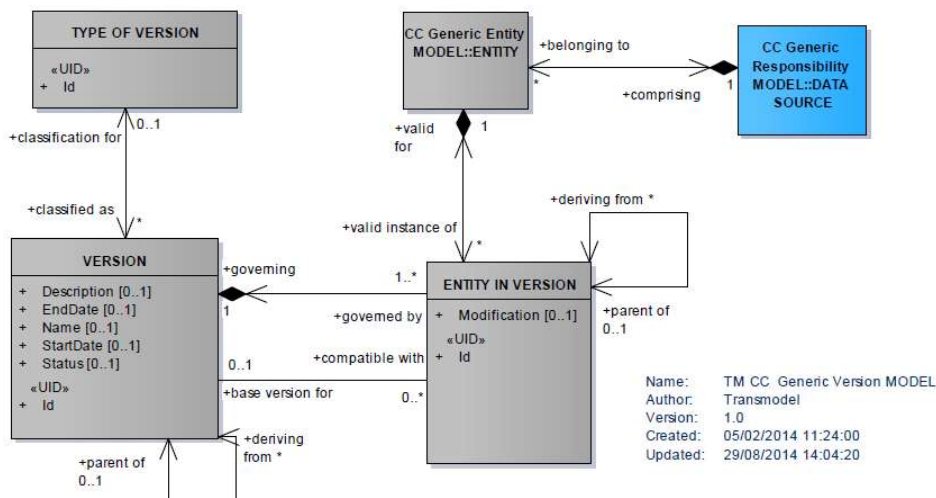 TYPE OF VERSION
«UID»
+ Id
CC Generic Entity
MODEL::ENTITY
+belonging to
*
+comprising
1
CC Generic
Responsibility
MODEL::DATA
SOURCE
0..1
+classification for
+classified as
*
+valid
for
1
+valid instance of
*
+deriving from *
+parent of
0..1
VERSION
+ Description [0..1]
+ EndDate [0..1]
+ Name [0..1]
+ StartDate [0..1]
+ Status [0..1]
«UID»
+ Id
+governing
1
1..*
+governed by
+compatible with
0..1
+base version for
0..*
ENTITY IN VERSION
+ Modification [0..1]
«UID»
+ Id
+deriving
from *
+parent of
0..1
Name: TM CC Generic Version MODEL
Author: Transmodel
Version: 1.0
Created: 05/02/2014 11:24:00
Updated: 29/08/2014 14:04:20